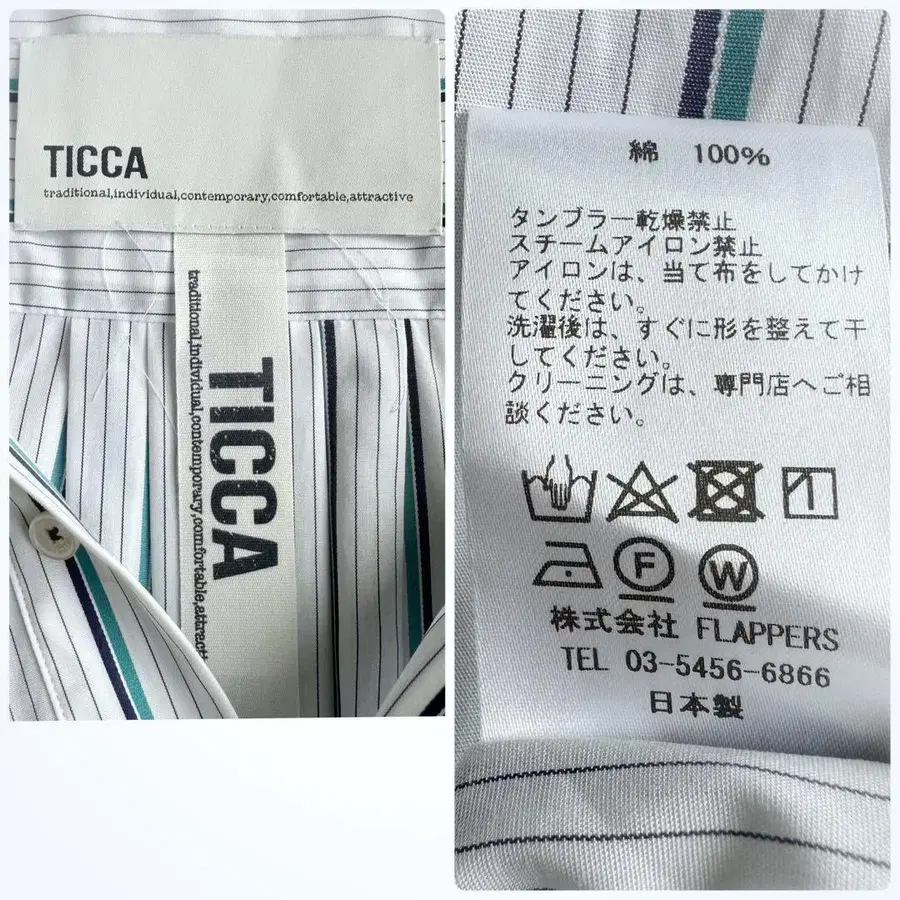 TICCA
traditional,individual,contemporary,comfortable,attractive
TICCA
traditional,individual,contemporary,comfortable,attracti
綿 100%
タンブラー乾燥禁止
スチームアイロン禁止
アイロンは、当て布をしてかけ
てください。
洗濯後は、すぐに形を整えて干
してください。
クリーニングは、専門店へご相
談ください。
F
W
株式会社 FLAPPERS
TEL 03-5456-6866
日本製